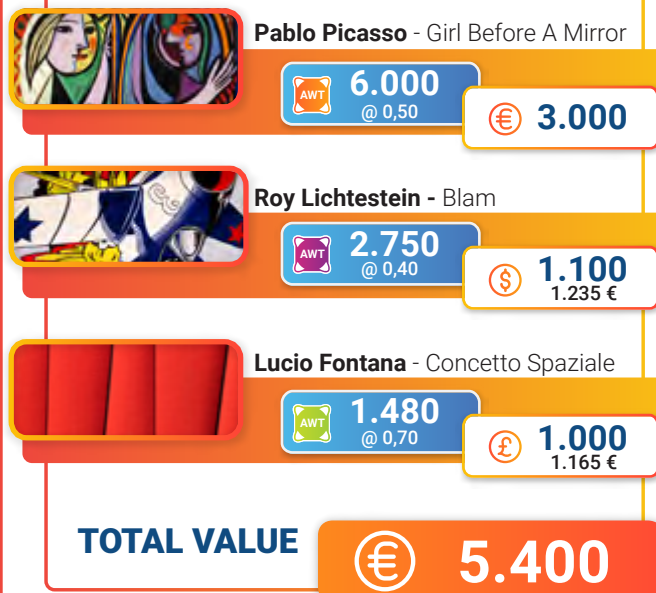 Pablo Picasso - Girl Before A Mirror
AWT 6.000
@ 0,50
€ 3.000
Roy Lichtestein - Blam
AWT 2.750
@ 0,40
$ 1.100
1.235 €
Lucio Fontana - Concetto Spaziale
AWT 1.480
@ 0,70
£ 1.000
1.165 €
TOTAL VALUE € 5.400